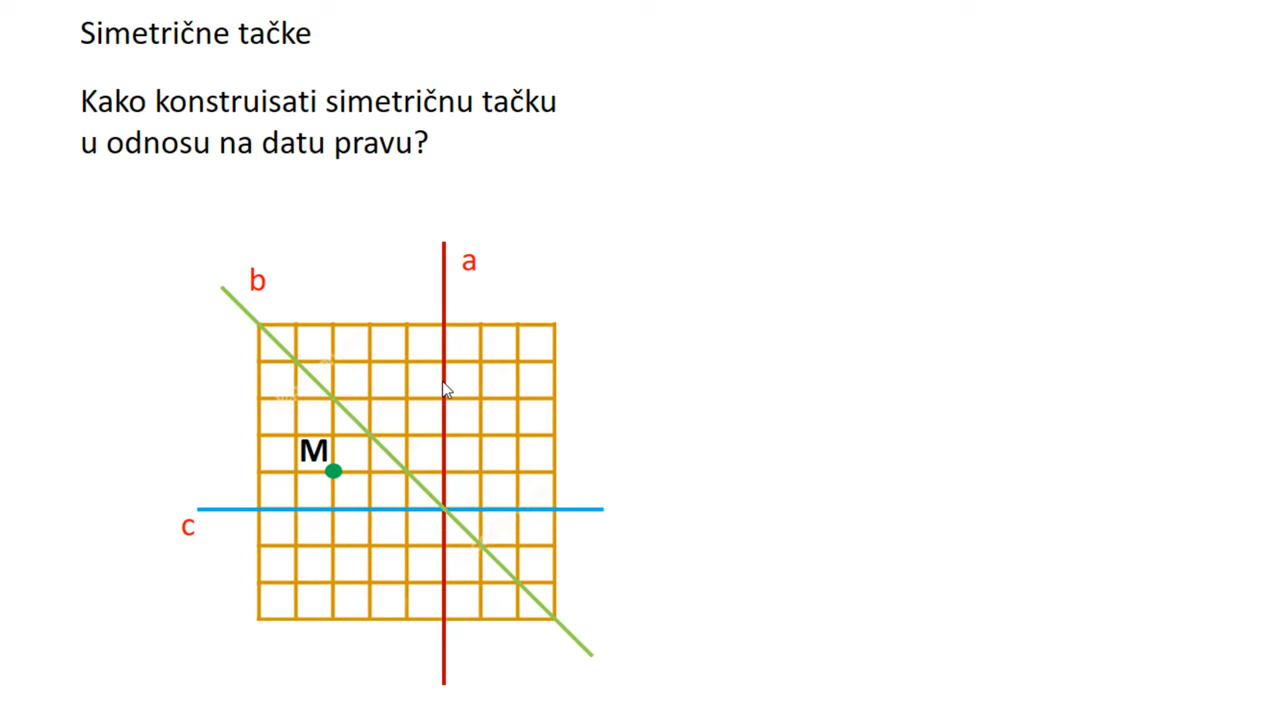 Simetrične tačke
Kako konstruisati simetričnu tačku
u odnosu na datu pravu?
a
b
M
c